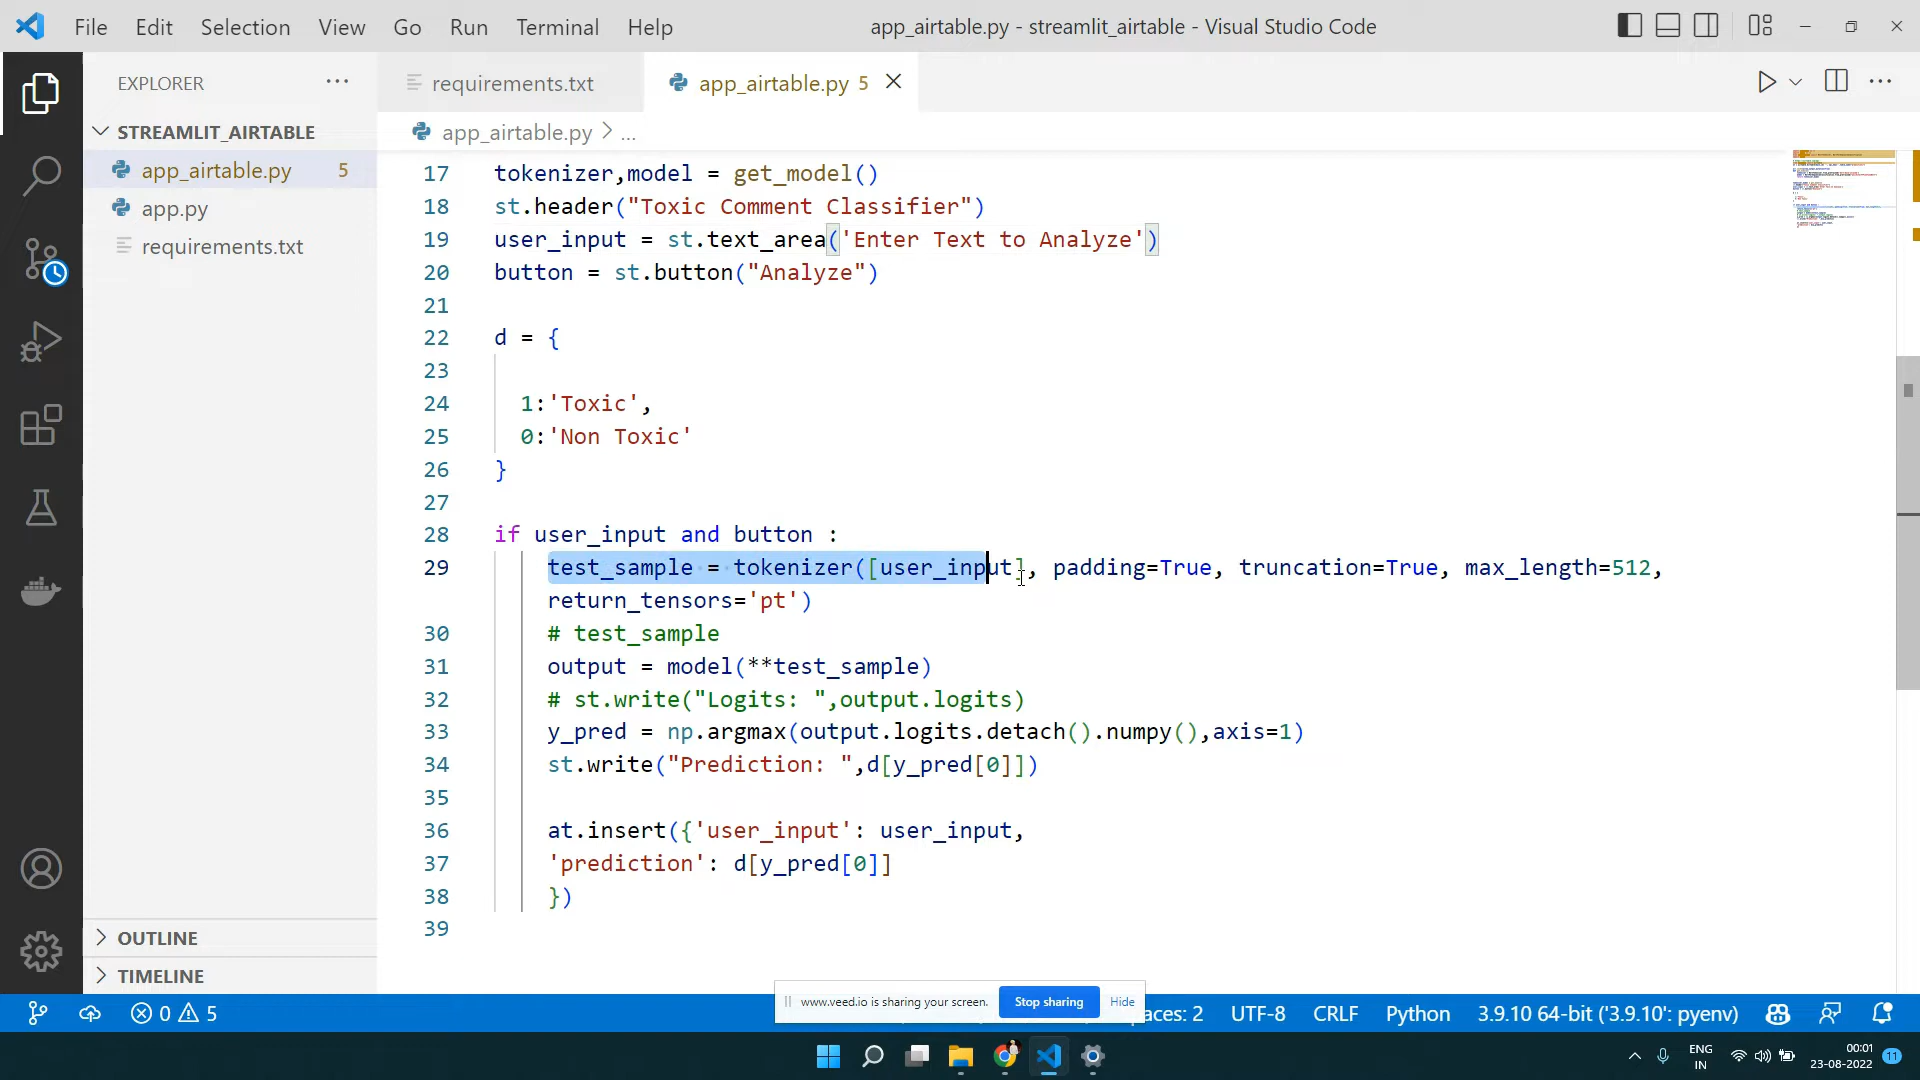 File Edit Selection View Go Run Terminal Help
app_airtable.py - streamlit_airtable - Visual Studio Code
EXPLORER
requirements.txt
app_airtable.py 5
STREAMLIT_AIRTABLE
app_airtable.py > ...
app_airtable.py 5
app.py
requirements.txt
17 tokenizer,model = get_model()
18 st.header("Toxic Comment Classifier")
19 user_input = st.text_area('Enter Text to Analyze')
20 button = st.button("Analyze")
21
22 d = {
23
24 1:'Toxic',
25 0:'Non Toxic'
26 }
27
28 if user_input and button :
29 test_sample = tokenizer([user_input], padding=True, truncation=True, max_length=512,
return_tensors='pt')
30 # test_sample
31 output = model(**test_sample)
32 # st.write("Logits: ",output.logits)
33 y_pred = np.argmax(output.logits.detach().numpy(),axis=1)
34 st.write("Prediction: ",d[y_pred[0]])
35
36 at.insert({'user_input': user_input,
37 'prediction': d[y_pred[0]]
38 })
39
OUTLINE
TIMELINE
www.veed.io is sharing your screen. Stop sharing Hide
0 5
paces: 2 UTF-8 CRLF Python 3.9.10 64-bit ('3.9.10': pyenv)
ENG
IN
00:01
23-08-2022
11